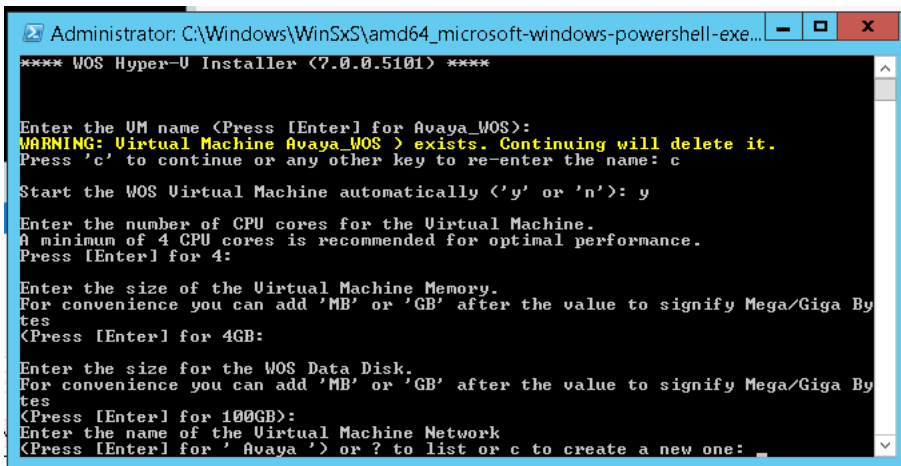 Administrator: C:\Windows\WinSxS\amd64_microsoft-windows-powershell-exe...
**** WOS Hyper-V Installer (7.0.0.5101) ****
Enter the VM name (Press [Enter] for Avaya_WOS):
WARNING: Virtual Machine Avaya_WOS > exists. Continuing will delete it.
Press 'c' to continue or any other key to re-enter the name: c
Start the WOS Virtual Machine automatically ('y' or 'n'): y
Enter the number of CPU cores for the Virtual Machine.
A minimum of 4 CPU cores is recommended for optimal performance.
Press [Enter] for 4:
Enter the size of the Virtual Machine Memory.
For convenience you can add 'MB' or 'GB' after the value to signify Mega/Giga By
tes
(Press [Enter] for 4GB:
Enter the size for the WOS Data Disk.
For convenience you can add 'MB' or 'GB' after the value to signify Mega/Giga By
tes
(Press [Enter] for 100GB):
Enter the name of the Virtual Machine Network
(Press [Enter] for ' Avaya ') or ? to list or c to create a new one: _